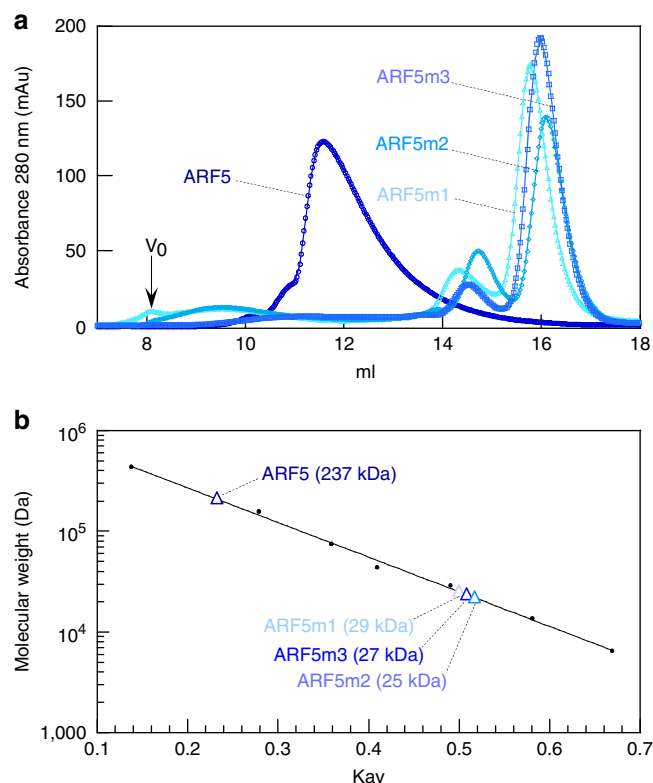 a
200
150
100
50
0
Absorbance 280 nm (mAu)
ARF5m3
ARF5m2
ARF5
ARF5m1
V0
8
10
12
14
16
18
ml
b
10^6
10^5
10^4
1,000
Molecular weight (Da)
ARF5 (237 kDa)
ARF5m1 (29 kDa)
ARF5m3 (27 kDa)
ARF5m2 (25 kDa)
0.1
0.2
0.3
0.4
0.5
0.6
0.7
Kav